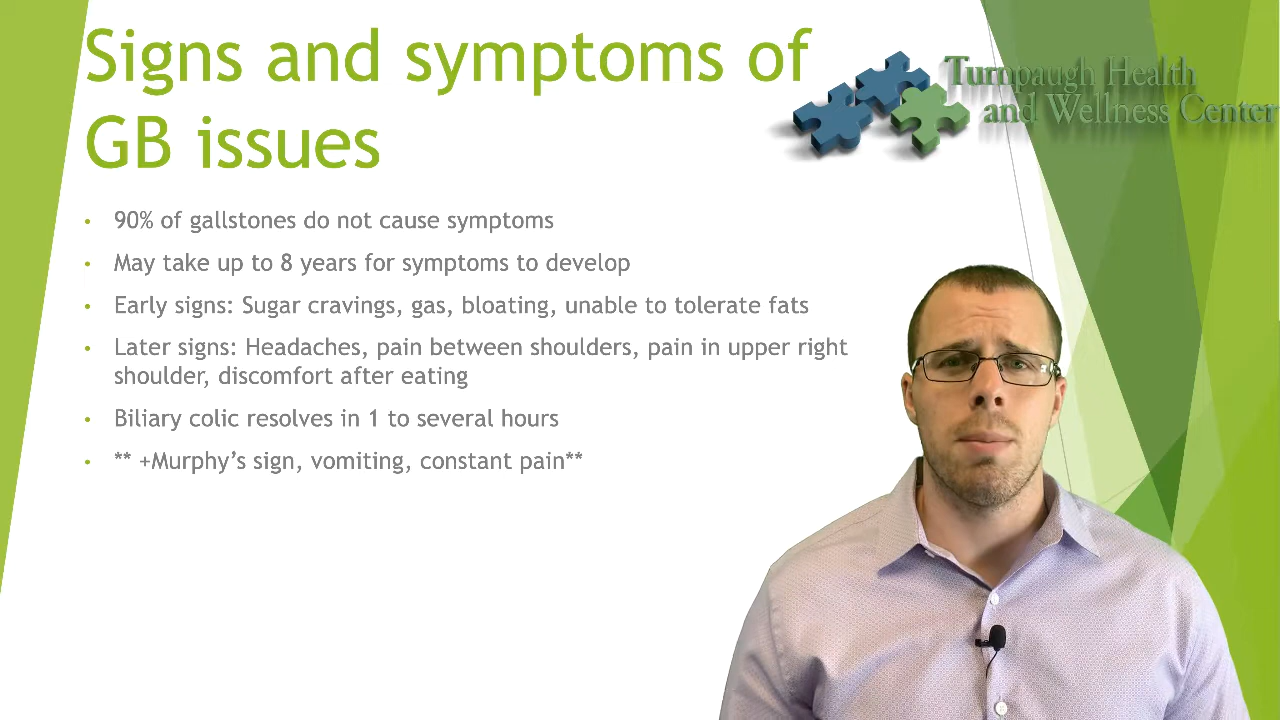 Signs and symptoms of
GB issues
Turnpaugh Health
and Wellness Center
• 90% of gallstones do not cause symptoms
• May take up to 8 years for symptoms to develop
• Early signs: Sugar cravings, gas, bloating, unable to tolerate fats
• Later signs: Headaches, pain between shoulders, pain in upper right
shoulder, discomfort after eating
• Biliary colic resolves in 1 to several hours
• ** +Murphy’s sign, vomiting, constant pain**